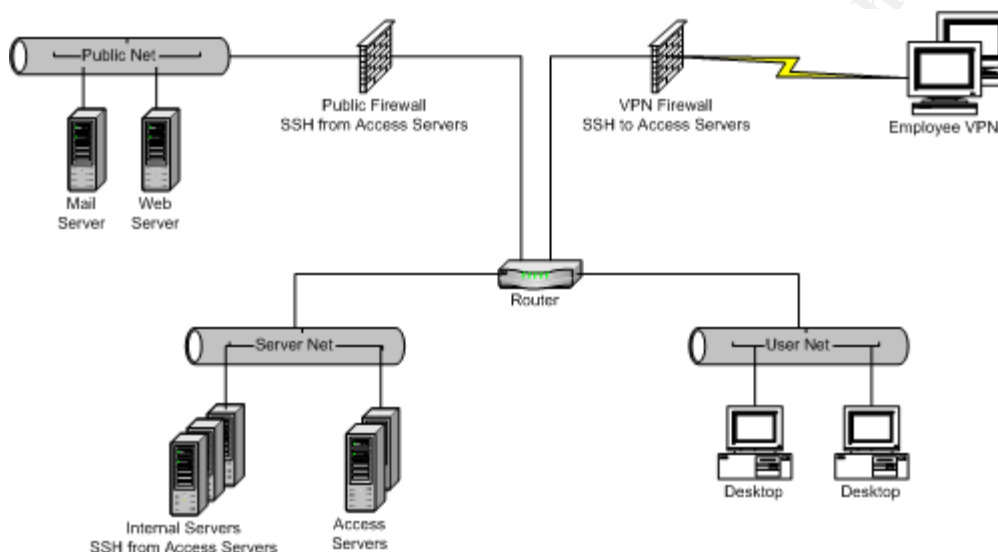 Public Net
Public Firewall
SSH from Access Servers
VPN Firewall
SSH to Access Servers
Employee VPN
Mail
Server
Web
Server
Router
Server Net
User Net
Internal Servers
SSH from Access Servers
Access
Servers
Desktop
Desktop